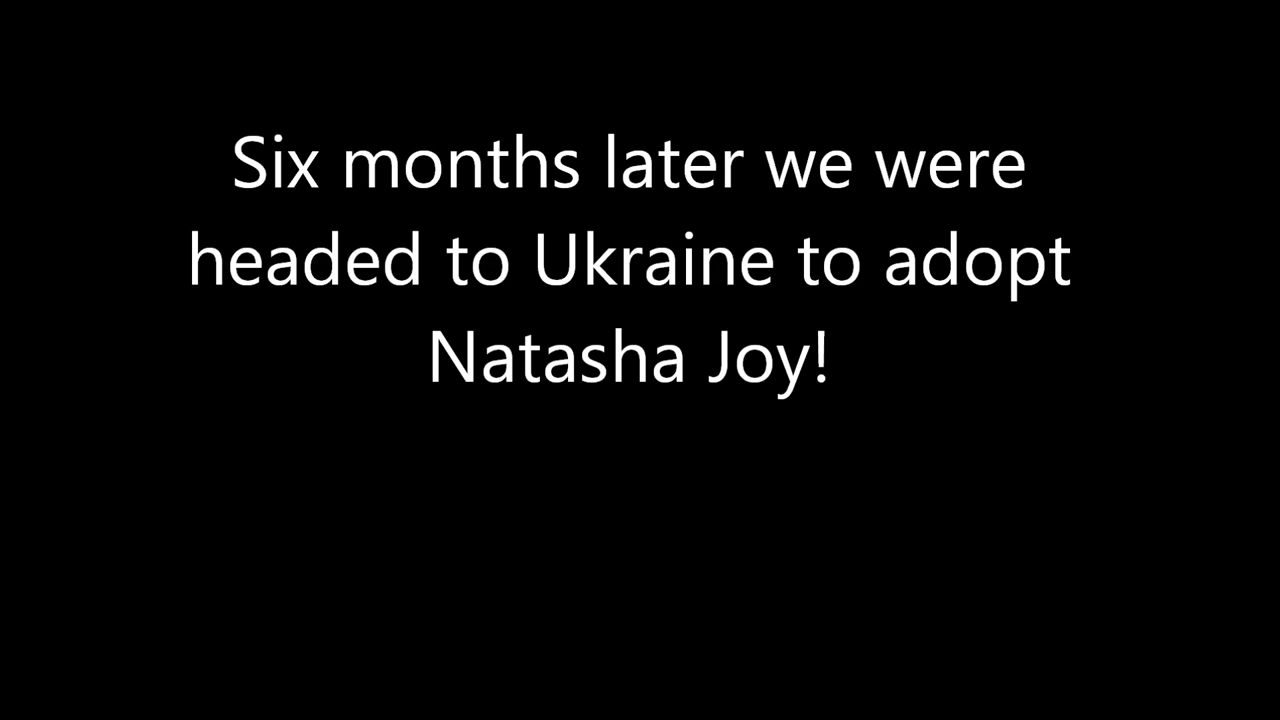 Six months later we were
headed to Ukraine to adopt
Natasha Joy!